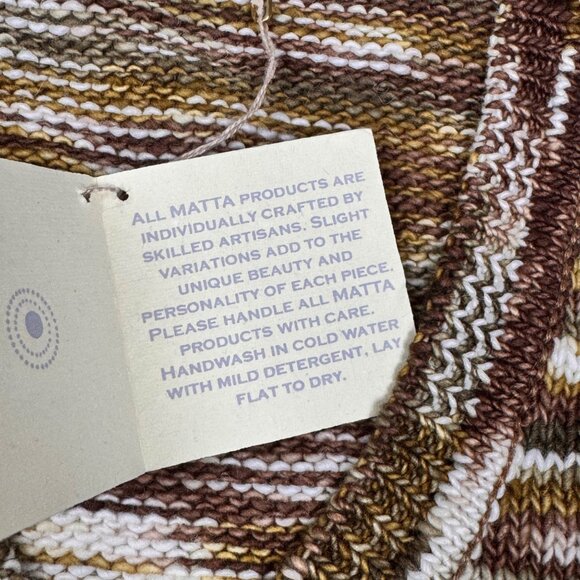 ALL MATTA PRODUCTS ARE
INDIVIDUALLY CRAFTED BY
SKILLED ARTISANS. SLIGHT
VARIATIONS ADD TO THE
UNIQUE BEAUTY AND
PERSONALITY OF EACH PIECE.
PLEASE HANDLE ALL MATTA
PRODUCTS WITH CARE.
HANDWASH IN COLD WATER
WITH MILD DETERGENT, LAY
FLAT TO DRY.